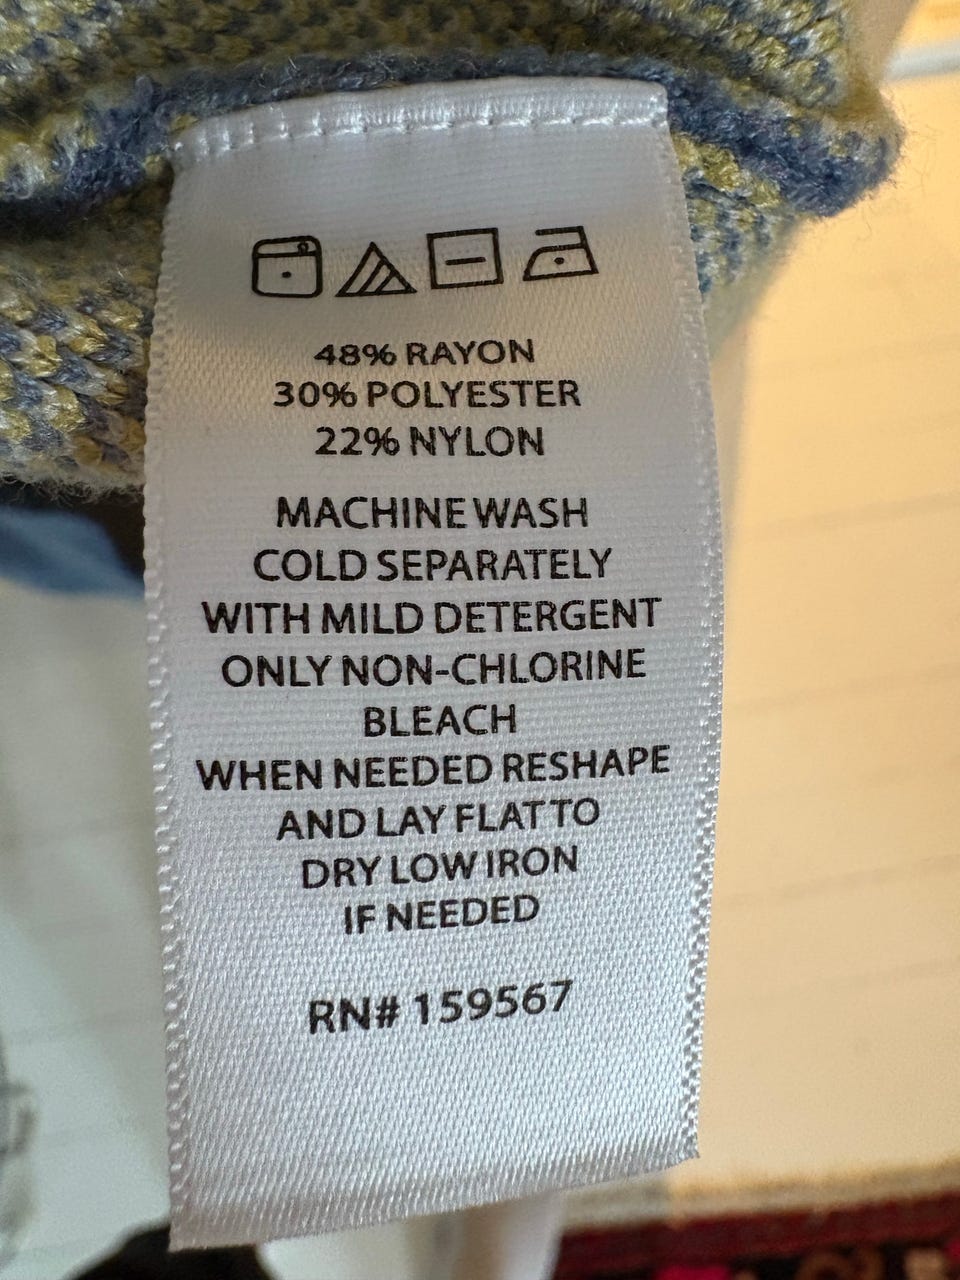 48% RAYON
30% POLYESTER
22% NYLON
MACHINE WASH
COLD SEPARATELY
WITH MILD DETERGENT
ONLY NON-CHLORINE
BLEACH
WHEN NEEDED RESHAPE
AND LAY FLAT TO
DRY LOW IRON
IF NEEDED
RN# 159567